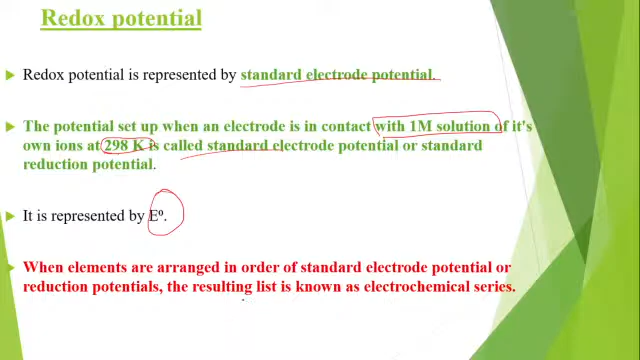 Redox potential
Redox potential is represented by standard electrode potential.
The potential set up when an electrode is in contact with 1M solution of it's
own ions at 298 K is called standard electrode potential or standard
reduction potential.
It is represented by E⁰.
When elements are arranged in order of standard electrode potential or
reduction potentials, the resulting list is known as electrochemical series.